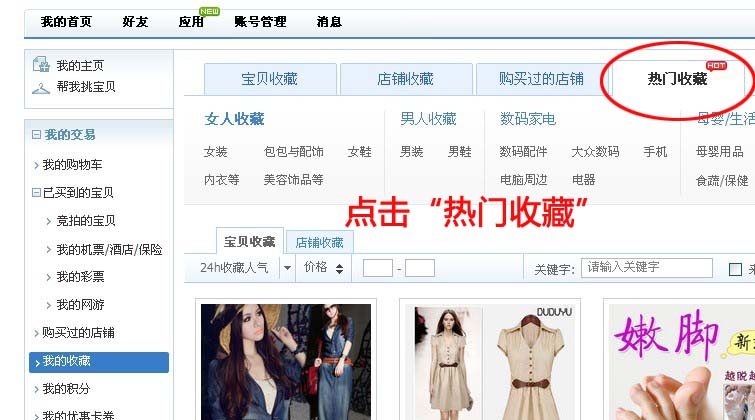 我的首页 好友 应用 NEW 账号管理 消息
我的主页
帮我挑宝贝
我的交易
我的购物车
已买到的宝贝
竞拍的宝贝
我的机票/酒店/保险
我的彩票
我的网游
购买过的店铺
我的收藏
我的积分
我的优惠卡券
宝贝收藏 店铺收藏 购买过的店铺 热门收藏 HOT
女人收藏 男人收藏 数码家电 母婴/生活
女装 包包与配饰 女鞋 男装 男鞋 数码配件 大众数码 手机 母婴用品
内衣等 美容饰品等 电脑周边 电器 食蔬/保健
点击“热门收藏”
宝贝收藏 店铺收藏
24h收藏人气 价格 - 关键字: 请输入关键字
DUDUYU
嫩脚
新